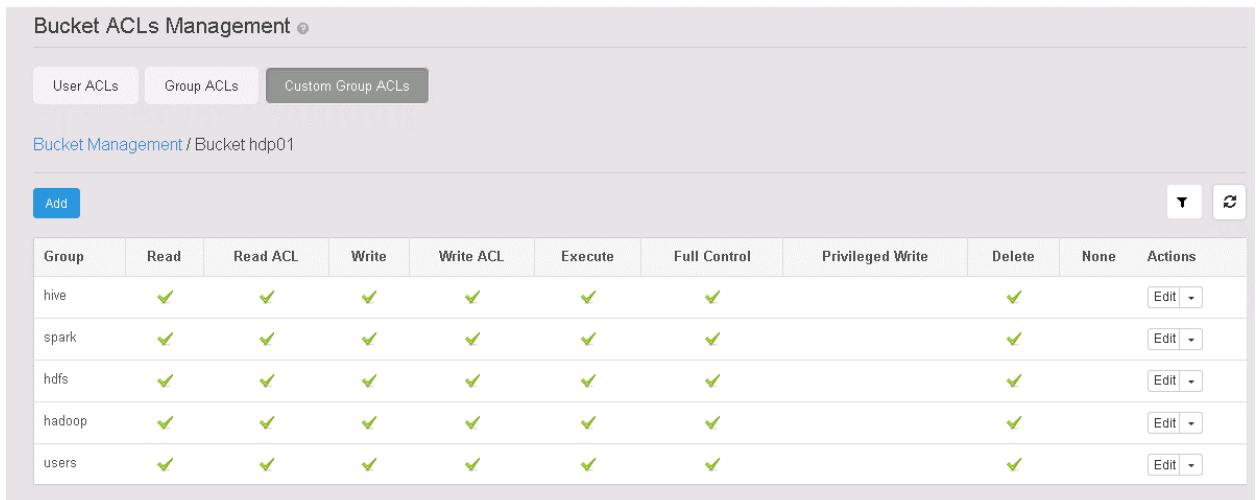 Bucket ACLs Management
User ACLs Group ACLs Custom Group ACLs
Bucket Management / Bucket hdp01
Add
Group Read Read ACL Write Write ACL Execute Full Control Privileged Write Delete None Actions
hive Edit
spark Edit
hdfs Edit
hadoop Edit
users Edit